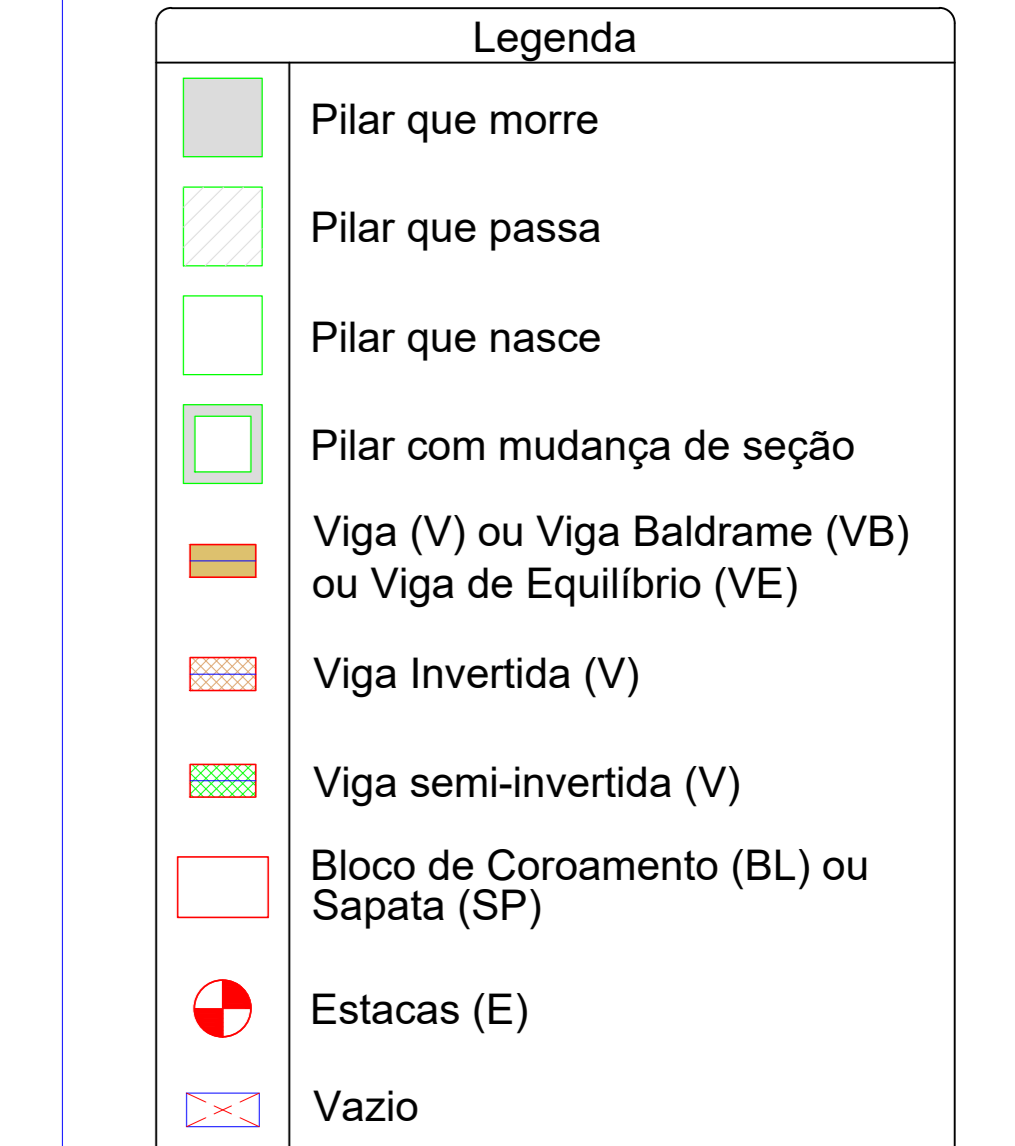 Legenda
Pilar que morre
Pilar que passa
Pilar que nasce
Pilar com mudança de seção
Viga (V) ou Viga Baldrame (VB)
ou Viga de Equilíbrio (VE)
Viga Invertida (V)
Viga semi-invertida (V)
Bloco de Coroamento (BL) ou
Sapata (SP)
Estacas (E)
Vazio